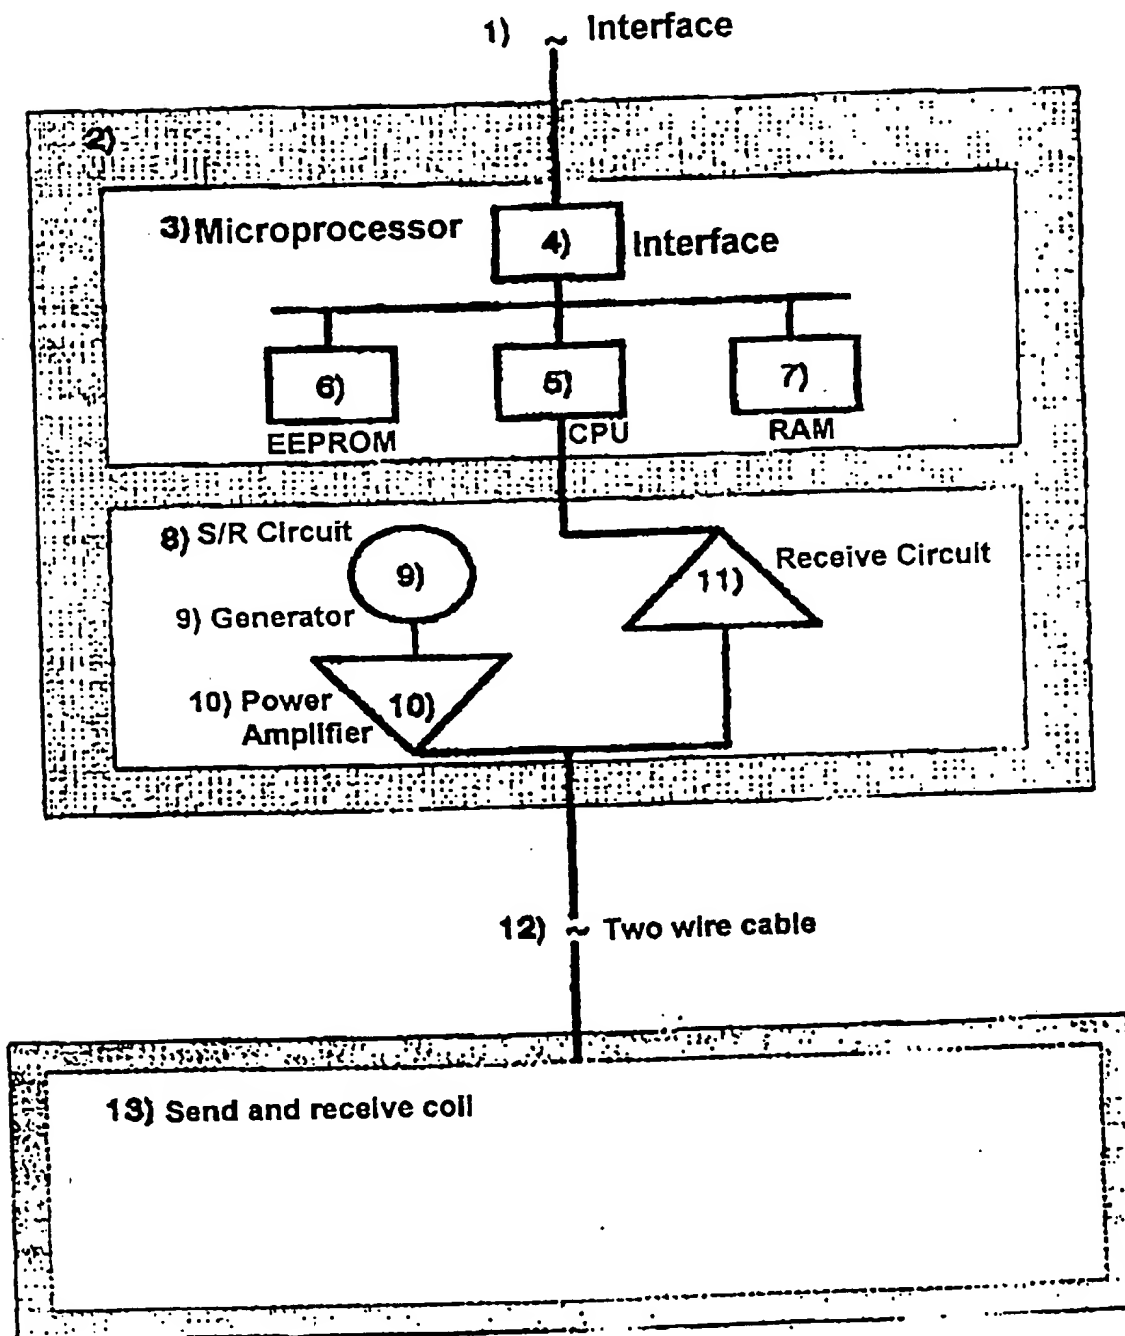 1) ~ Interface
2)
3) Microprocessor
4)
Interface
6)
5)
7)
EEPROM
CPU
RAM
8) S/R Circuit
9)
11)
Receive Circuit
9) Generator
10) Power
Amplifier
10)
12) ~ Two wire cable
13) Send and receive coil